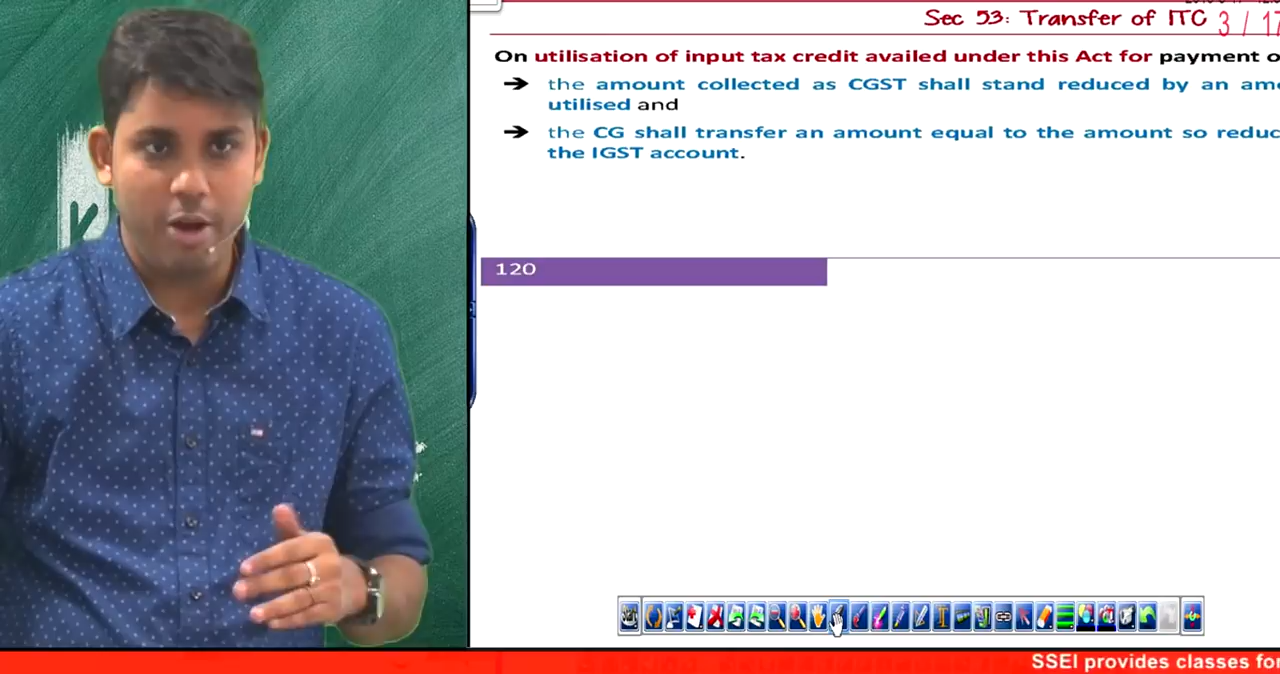 Sec 53: Transfer of ITC 3 / 17
On utilisation of input tax credit availed under this Act for payment o
➔ the amount collected as CGST shall stand reduced by an am
utilised and
➔ the CG shall transfer an amount equal to the amount so reduc
the IGST account.
120
SSEI provides classes for